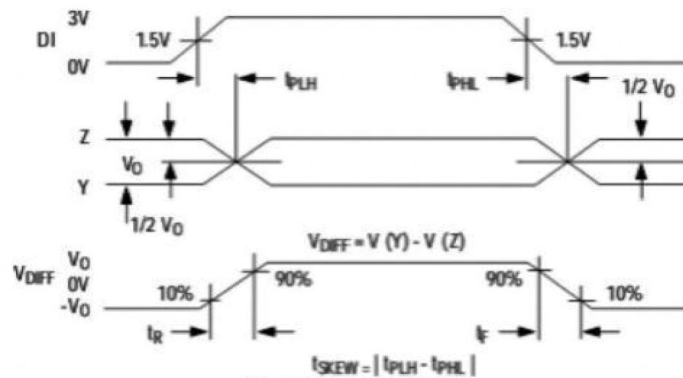 3V
DI 1.5V 1.5V
0V
tPLH tPHL 1/2 VO
Z
VO
Y
1/2 VO
VDIFF = V (Y) - V (Z)
VO
VDIFF 0V 10% 90% 90% 10%
-VO
tR tF
tSKEW = | tPLH - tPHL |